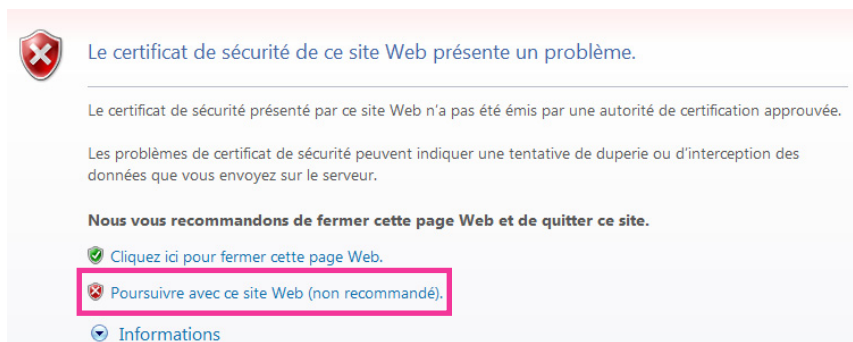 Le certificat de sécurité de ce site Web présente un problème.
Le certificat de sécurité présenté par ce site Web n'a pas été émis par une autorité de certification approuvée.
Les problèmes de certificat de sécurité peuvent indiquer une tentative de duperie ou d'interception des
données que vous envoyez sur le serveur.
Nous vous recommandons de fermer cette page Web et de quitter ce site.
Cliquez ici pour fermer cette page Web.
Poursuivre avec ce site Web (non recommandé).
Informations